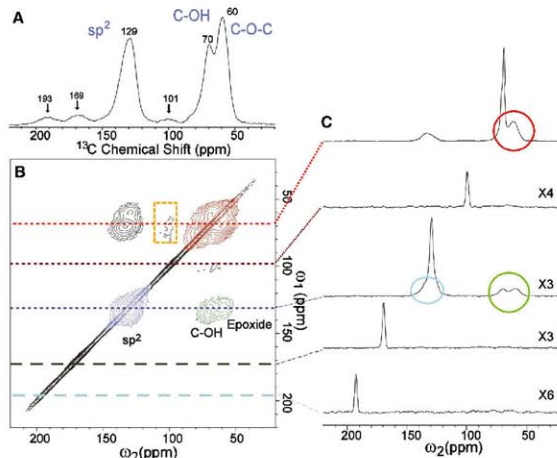 A
sp²
129
C-OH
70
60
C-O-C
193
169
101
200
150
100
50
¹³C Chemical Shift (ppm)
B
50
100
150
200
ω₁ (ppm)
sp²
C-OH
Epoxide
200
150
100
50
ω₂(ppm)
C
X4
X3
X3
X6
200
150
100
50
ω₂(ppm)